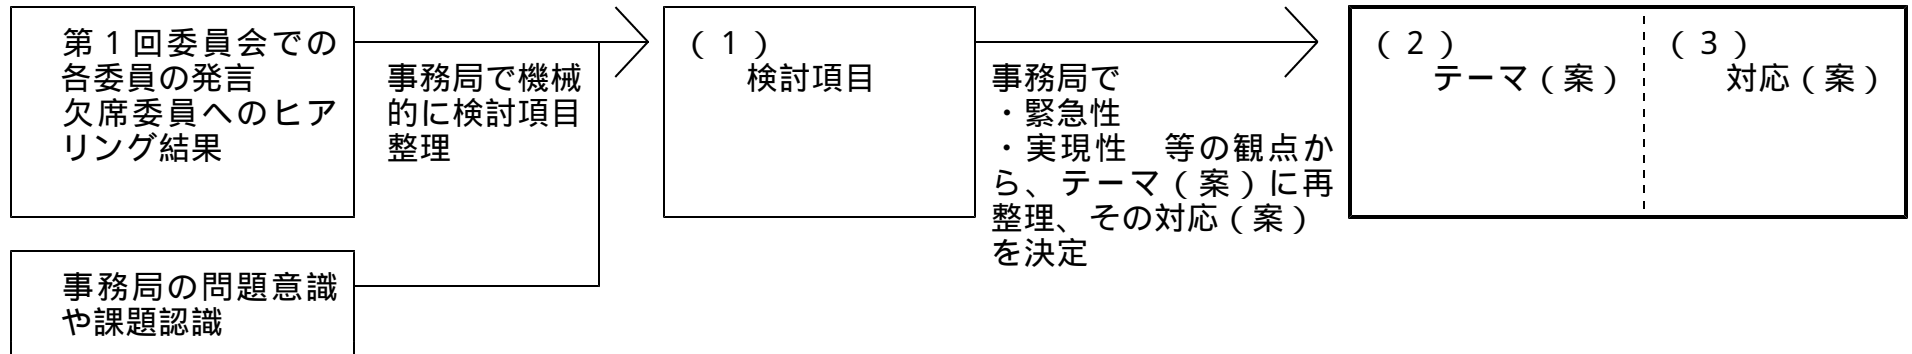 第1回委員会での
各委員の発言
欠席委員へのヒア
リング結果
事務局の問題意識
や課題認識
事務局で機械
的に検討項目
整理
(1)
検討項目
事務局で
・緊急性
・実現性　等の観点か
ら、テーマ(案)に再
整理、その対応(案)
を決定
(2)
テーマ(案)
(3)
対応(案)